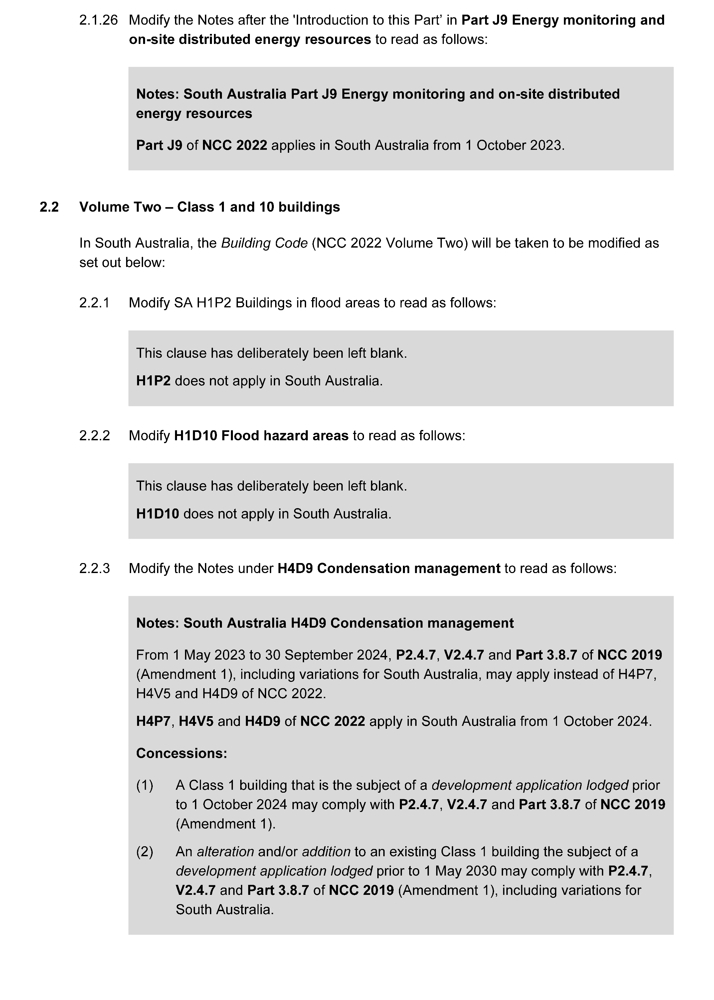 2.1.26 Modify the Notes after the 'Introduction to this Part’ in Part J9 Energy monitoring and
on-site distributed energy resources to read as follows:
Notes: South Australia Part J9 Energy monitoring and on-site distributed
energy resources
Part J9 of NCC 2022 applies in South Australia from 1 October 2023.
2.2 Volume Two – Class 1 and 10 buildings
In South Australia, the Building Code (NCC 2022 Volume Two) will be taken to be modified as
set out below:
2.2.1 Modify SA H1P2 Buildings in flood areas to read as follows:
This clause has deliberately been left blank.
H1P2 does not apply in South Australia.
2.2.2 Modify H1D10 Flood hazard areas to read as follows:
This clause has deliberately been left blank.
H1D10 does not apply in South Australia.
2.2.3 Modify the Notes under H4D9 Condensation management to read as follows:
Notes: South Australia H4D9 Condensation management
From 1 May 2023 to 30 September 2024, P2.4.7, V2.4.7 and Part 3.8.7 of NCC 2019
(Amendment 1), including variations for South Australia, may apply instead of H4P7,
H4V5 and H4D9 of NCC 2022.
H4P7, H4V5 and H4D9 of NCC 2022 apply in South Australia from 1 October 2024.
Concessions:
(1) A Class 1 building that is the subject of a development application lodged prior
to 1 October 2024 may comply with P2.4.7, V2.4.7 and Part 3.8.7 of NCC 2019
(Amendment 1).
(2) An alteration and/or addition to an existing Class 1 building the subject of a
development application lodged prior to 1 May 2030 may comply with P2.4.7,
V2.4.7 and Part 3.8.7 of NCC 2019 (Amendment 1), including variations for
South Australia.